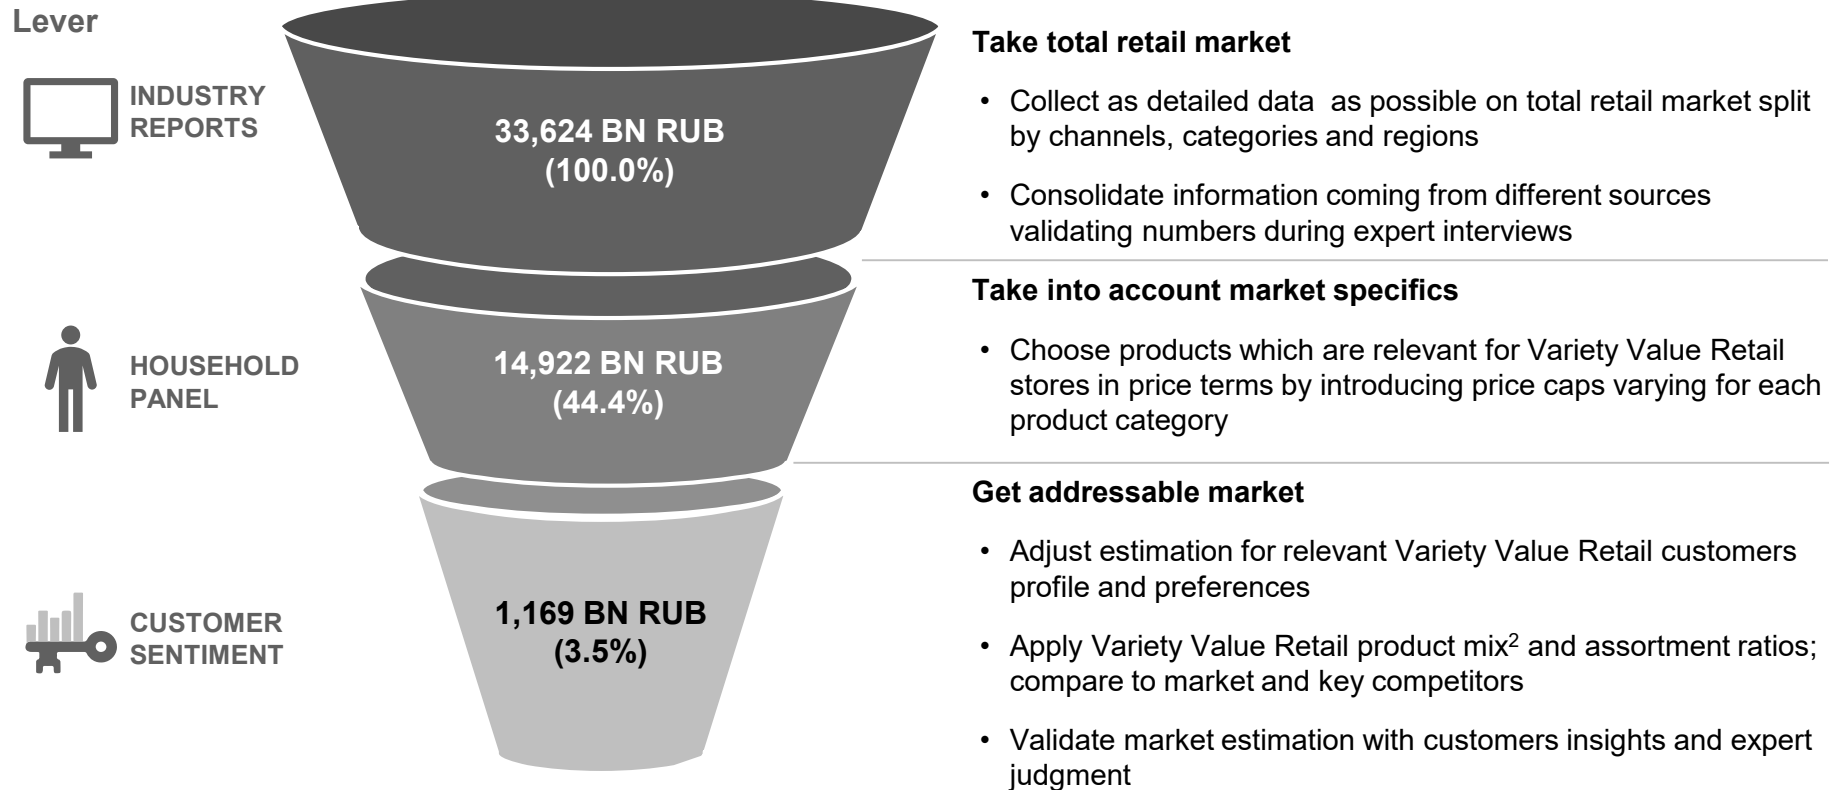 Lever
INDUSTRY
REPORTS
33,624 BN RUB
(100.0%)
Take total retail market
• Collect as detailed data  as possible on total retail market split
by channels, categories and regions
• Consolidate information coming from different sources
validating numbers during expert interviews
HOUSEHOLD
PANEL
14,922 BN RUB
(44.4%)
Take into account market specifics
• Choose products which are relevant for Variety Value Retail
stores in price terms by introducing price caps varying for each
product category
CUSTOMER
SENTIMENT
1,169 BN RUB
(3.5%)
Get addressable market
• Adjust estimation for relevant Variety Value Retail customers
profile and preferences
• Apply Variety Value Retail product mix² and assortment ratios;
compare to market and key competitors
• Validate market estimation with customers insights and expert
judgment